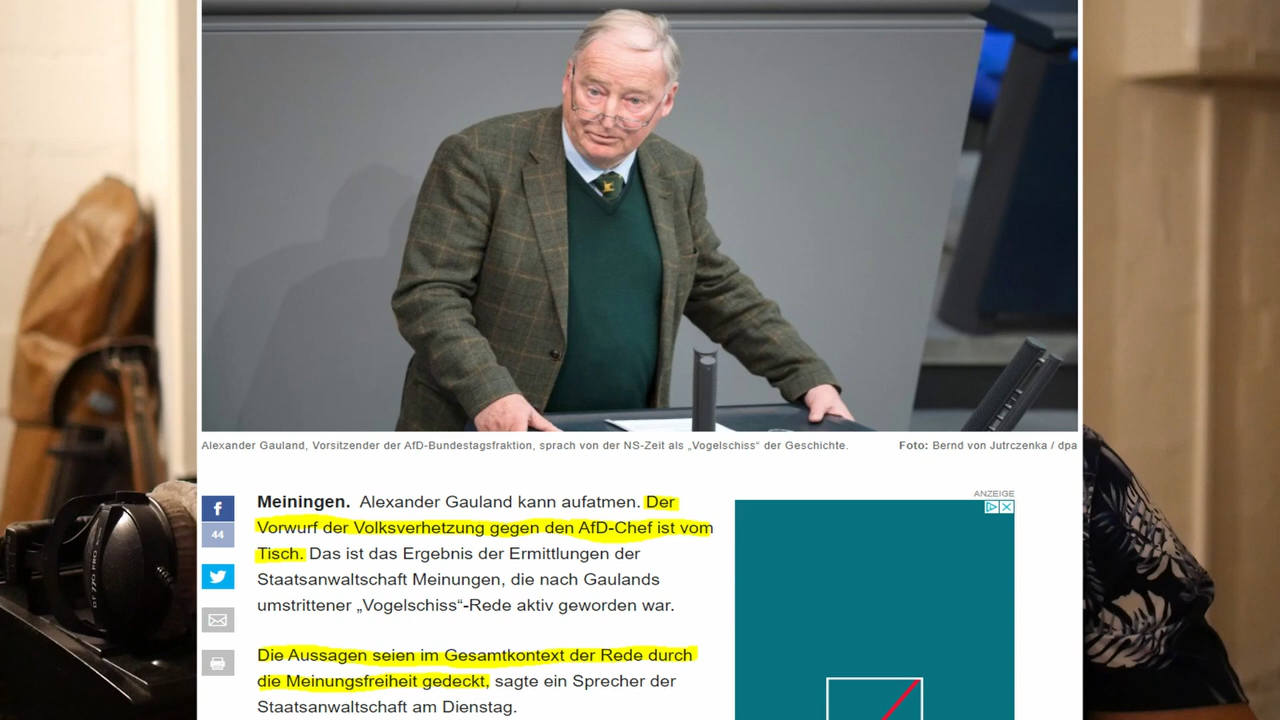 Alexander Gauland, Vorsitzender der AfD-Bundestagsfraktion, sprach von der NS-Zeit als „Vogelschiss“ der Geschichte. Foto: Bernd von Jutrczenka / dpa
ANZEIGE
44
Meiningen. Alexander Gauland kann aufatmen. Der
Vorwurf der Volksverhetzung gegen den AfD-Chef ist vom
Tisch. Das ist das Ergebnis der Ermittlungen der
Staatsanwaltschaft Meinungen, die nach Gaulands
umstrittener „Vogelschiss“-Rede aktiv geworden war.
Die Aussagen seien im Gesamtkontext der Rede durch
die Meinungsfreiheit gedeckt, sagte ein Sprecher der
Staatsanwaltschaft am Dienstag.
DT 770 PRO